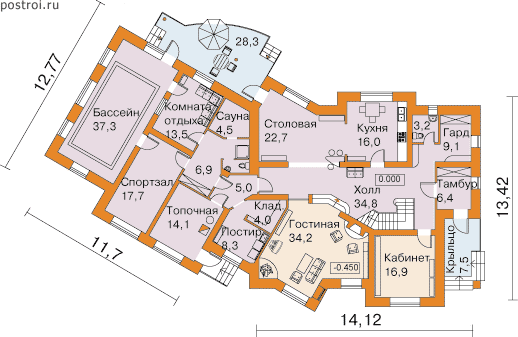 postroi.ru
28,3
12,77
Бассейн
37,3
Комната
отдыха
13,5
Сауна
4,5
Столовая
22,7
Кухня
16,0
3,2
Гард
9,1
6,9
Спортзал
17,7
5,0
0.000
Холл
34,8
Тамбур
6,4
13,42
Топочная
14,1
Клад
4,0
Постир.
8,3
Гостиная
34,2
-0.450
Кабинет
16,9
Крыльцо
7,5
11,7
14,12